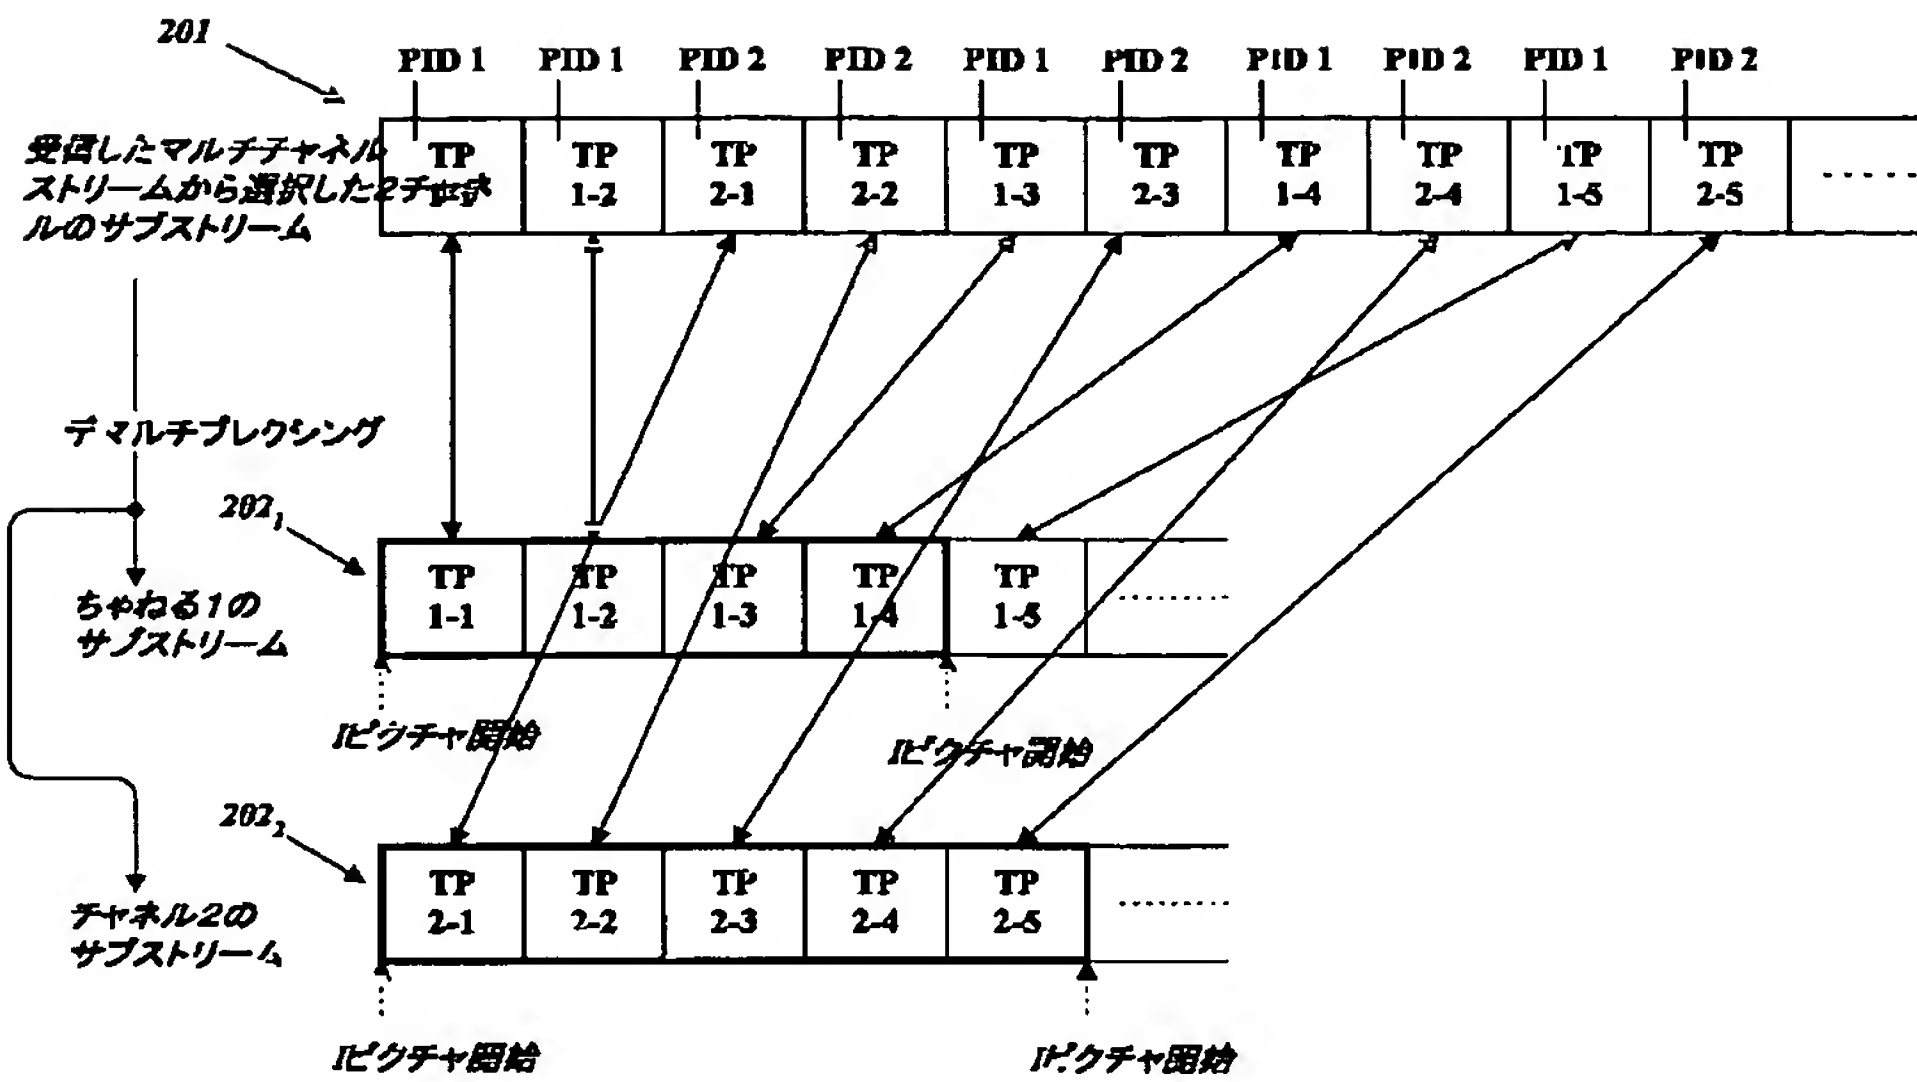 201
PID 1 PID 1 PID 2 PID 2 PID 1 PID 2 PID 1 PID 2 PID 1 PID 2
受信したマルチチャネル
ストリームから選択した2チャネ
ルのサブストリーム
TP TP TP TP TP TP TP TP TP TP
1-1 1-2 2-1 2-2 1-3 2-3 1-4 2-4 1-5 2-5
デマルチプレクシング
202₁
TP TP TP TP TP
1-1 1-2 1-3 1-4 1-5
ちゃねる1の
サブストリーム
Iピクチャ開始
Iピクチャ開始
202₂
TP TP TP TP TP
2-1 2-2 2-3 2-4 2-5
チャネル2の
サブストリーム
Iピクチャ開始 Iピクチャ開始